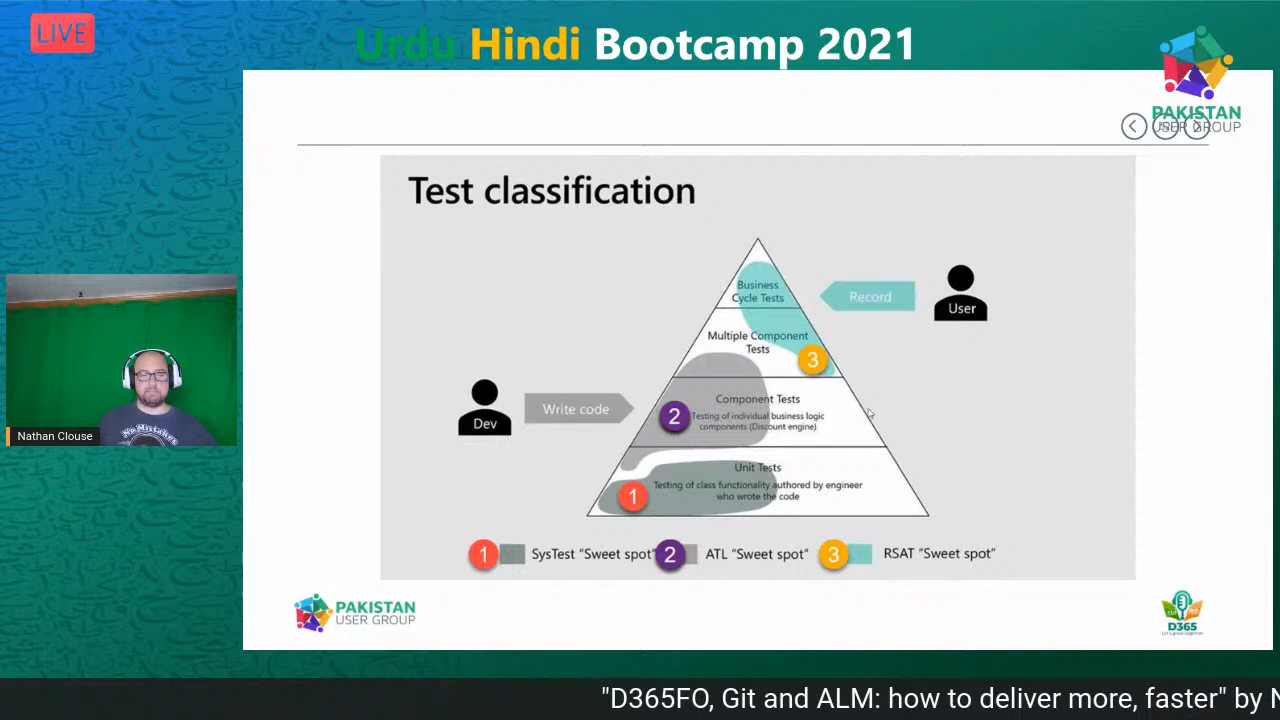 LIVE
Urdu Hindi Bootcamp 2021
PAKISTAN
USER GROUP
Test classification
Business
Cycle Tests
Record
User
Multiple Component
Tests
3
Dev
Write code
2
Component Tests
Testing of individual business logic
components (Discount engine)
Unit Tests
1
Testing of class functionality authored by engineer
who wrote the code
1 SysTest "Sweet spot" 2 ATL "Sweet spot" 3 RSAT "Sweet spot"
Nathan Clouse
No Mistakes
PAKISTAN
USER GROUP
D365
"D365FO, Git and ALM: how to deliver more, faster" by N